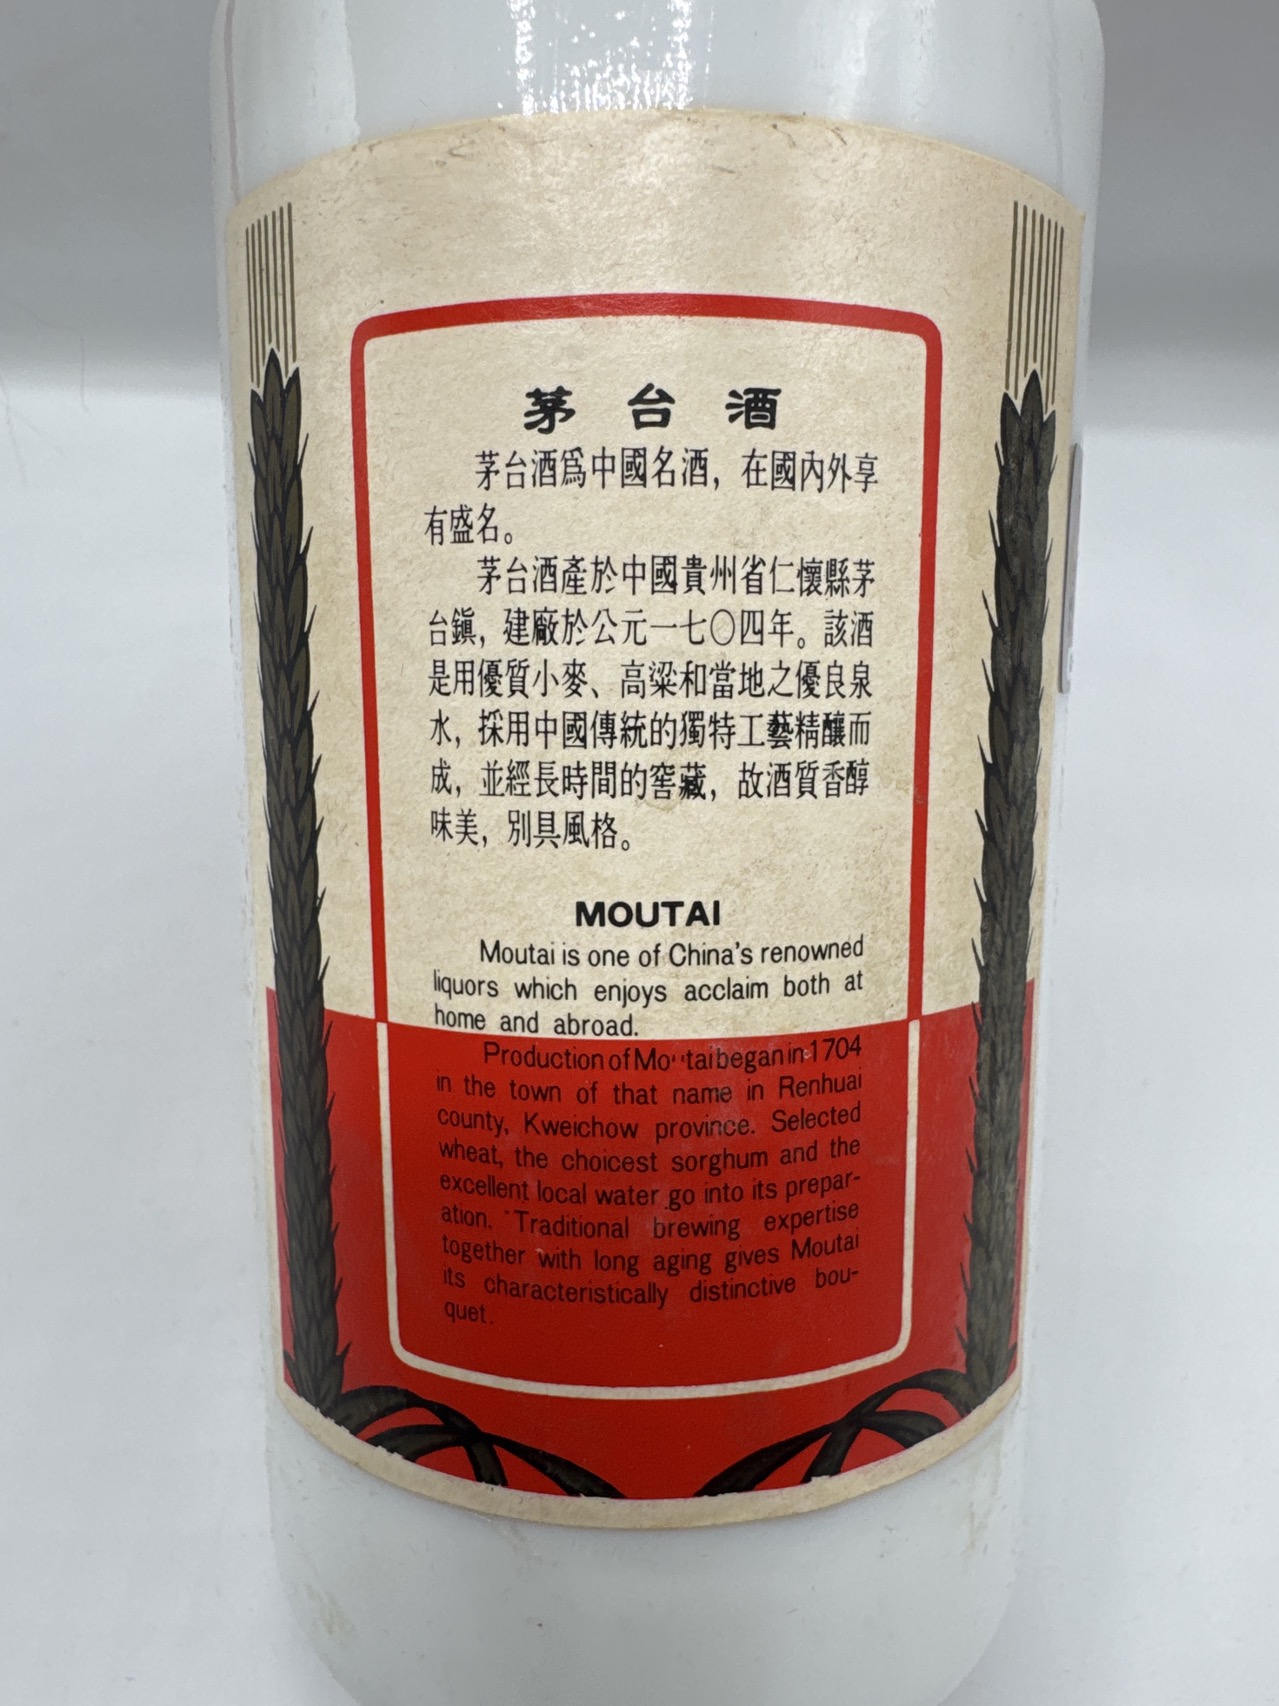 茅台酒
茅台酒爲中國名酒，在國內外享
有盛名。
茅台酒產於中國貴州省仁懷縣茅
台鎮，建廠於公元一七〇四年。該酒
是用優質小麥、高粱和當地之優良泉
水，採用中國傳統的獨特工藝精釀而
成，並經長時間的窖藏，故酒質香醇
味美，別具風格。
MOUTAI
Moutai is one of China's renowned
liquors which enjoys acclaim both at
home and abroad.
Production of Moutai began in 1704
in the town of that name in Renhuai
county, Kweichow province. Selected
wheat, the choicest sorghum and the
excellent local water go into its prepar-
ation. Traditional brewing expertise
together with long aging gives Moutai
its characteristically distinctive bou-
quet.